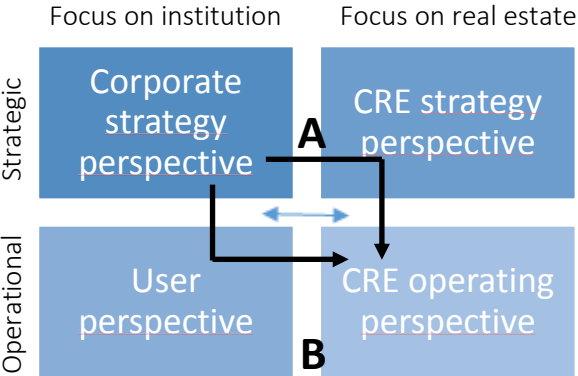 Focus on institution
Focus on real estate
Strategic
Corporate
strategy
perspective
A
CRE strategy
perspective
Operational
User
perspective
B
CRE operating
perspective